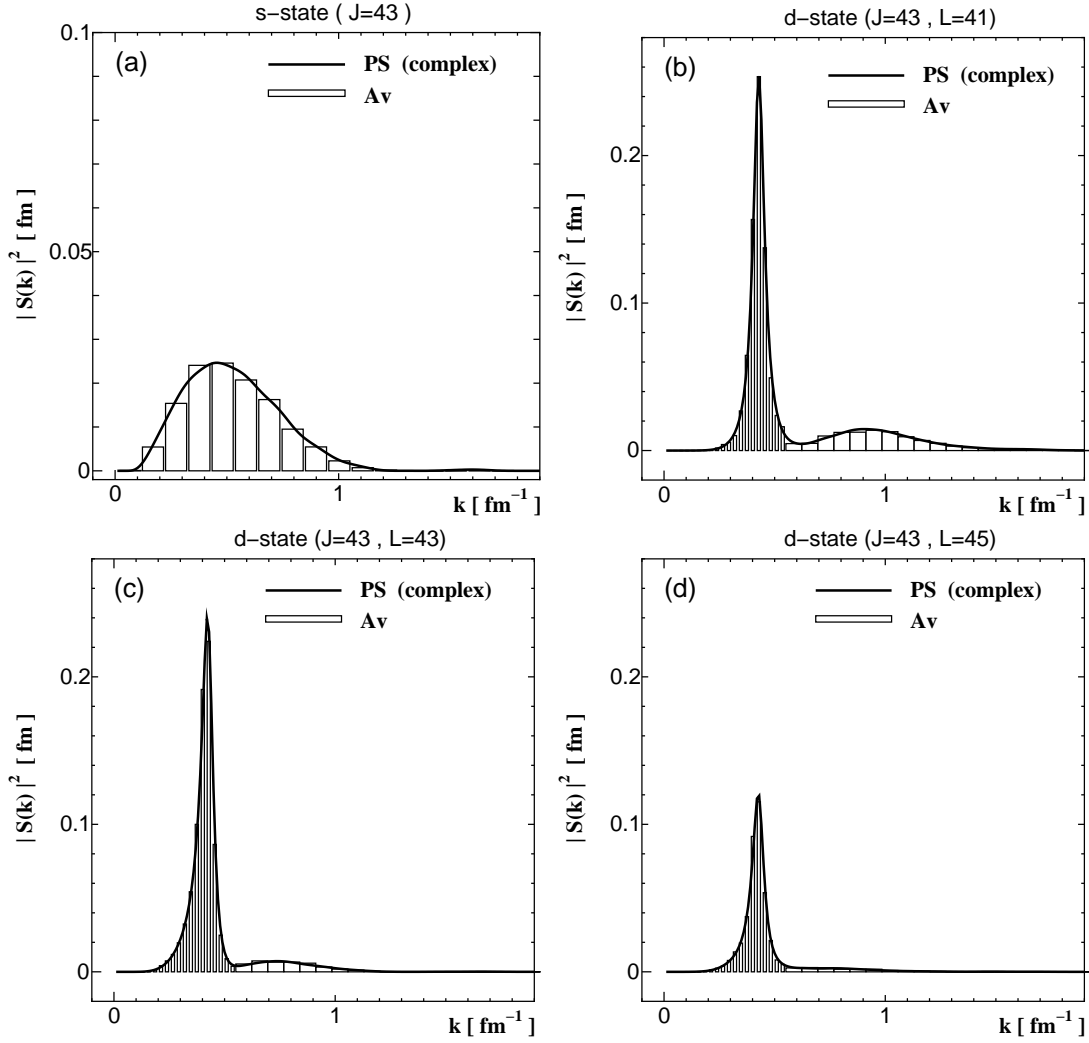 s−state ( J=43 )
(a)
PS (complex)
Av
0.1
0.05
0
| S(k) |² [ fm ]
0
1
k [ fm⁻¹ ]
d−state (J=43 , L=41)
(b)
PS (complex)
Av
0.2
0.1
0
| S(k) |² [ fm ]
0
1
k [ fm⁻¹ ]
d−state (J=43 , L=43)
(c)
PS (complex)
Av
0.2
0.1
0
| S(k) |² [ fm ]
0
1
k [ fm⁻¹ ]
d−state (J=43 , L=45)
(d)
PS (complex)
Av
0.2
0.1
0
| S(k) |² [ fm ]
0
1
k [ fm⁻¹ ]